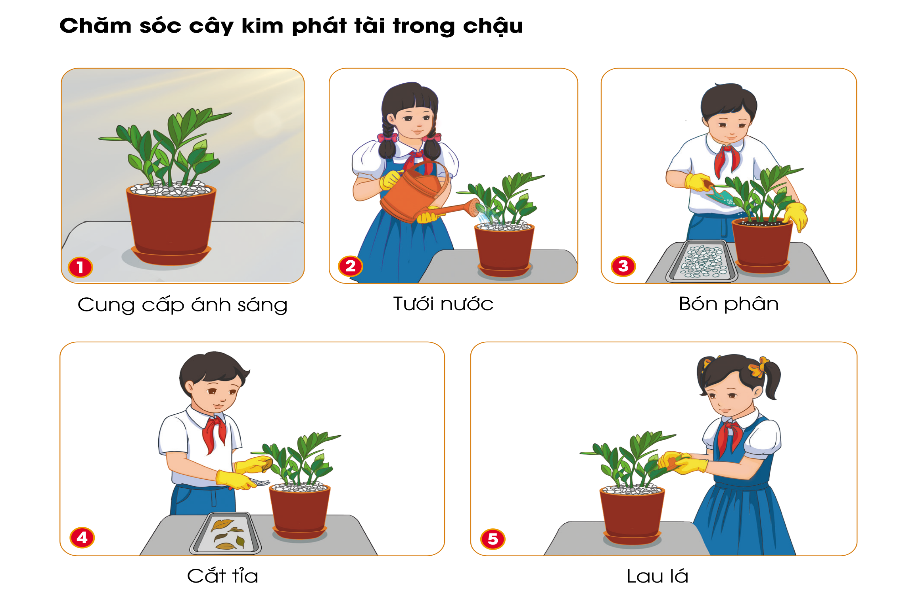 Chăm sóc cây kim phát tài trong chậu
1
Cung cấp ánh sáng
2
Tưới nước
3
Bón phân
4
Cắt tỉa
5
Lau lá